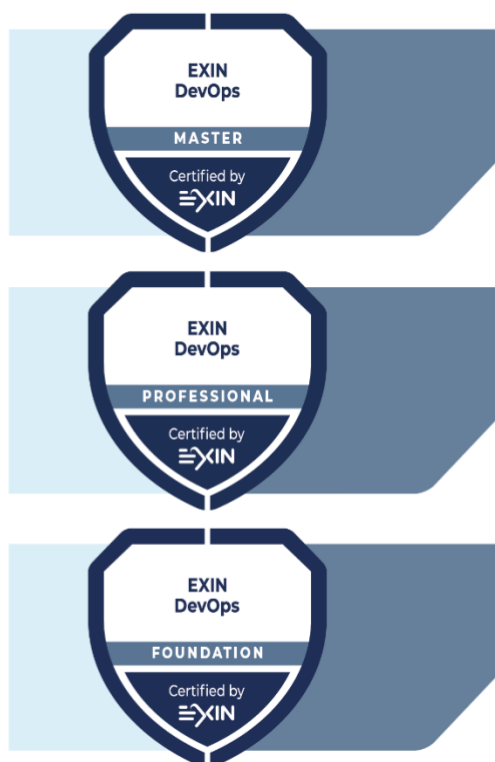 EXIN
DevOps
MASTER
Certified by
EXIN
EXIN
DevOps
PROFESSIONAL
Certified by
EXIN
EXIN
DevOps
FOUNDATION
Certified by
EXIN